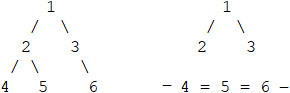 1 1
/ \ / \
2 3 2 3
/ \ \
4 5 6 - 4 = 5 = 6 -